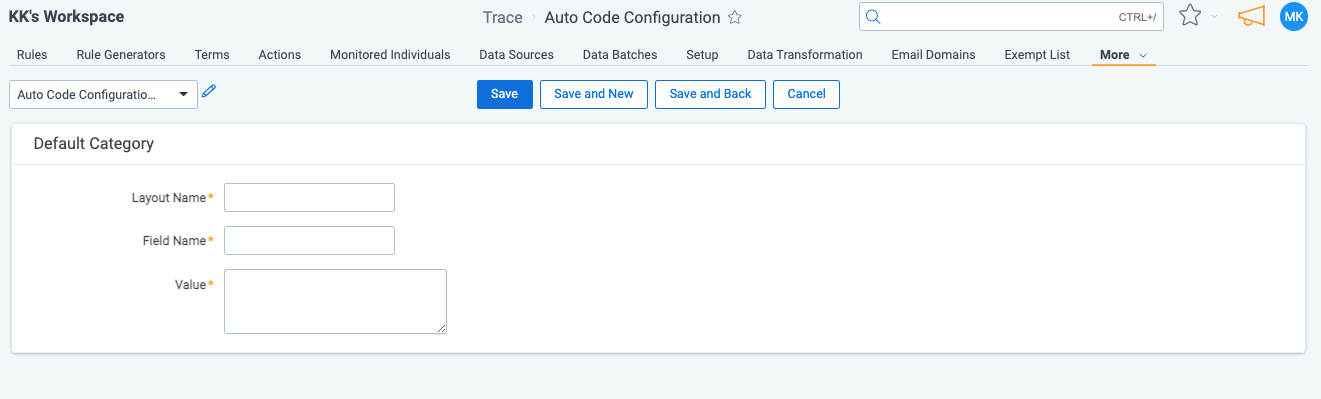 KK's Workspace
Trace › Auto Code Configuration
CTRL+/
MK
Rules Rule Generators Terms Actions Monitored Individuals Data Sources Data Batches Setup Data Transformation Email Domains Exempt List More
Auto Code Configuratio... Save Save and New Save and Back Cancel
Default Category
Layout Name*
Field Name*
Value*